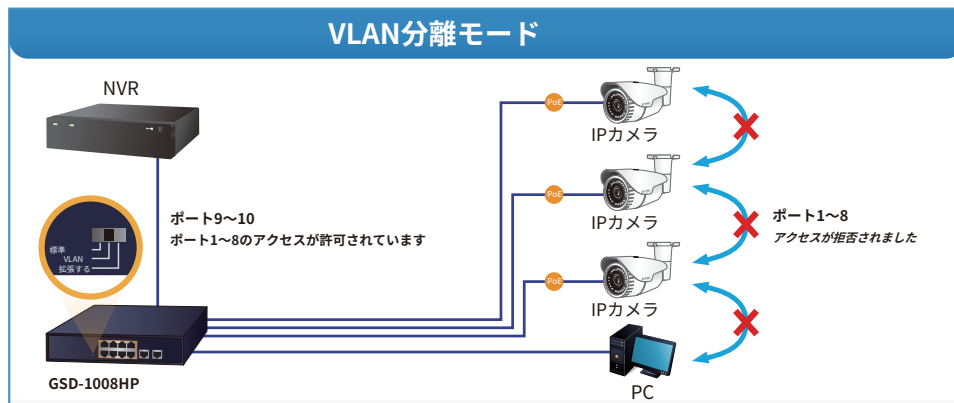 VLAN分離モード
NVR
PoE
IPカメラ
ポート9〜10
ポート1〜8のアクセスが許可されています
標準
VLAN
拡張する
PoE
IPカメラ
ポート1〜8
アクセスが拒否されました
PoE
IPカメラ
GSD-1008HP
PC